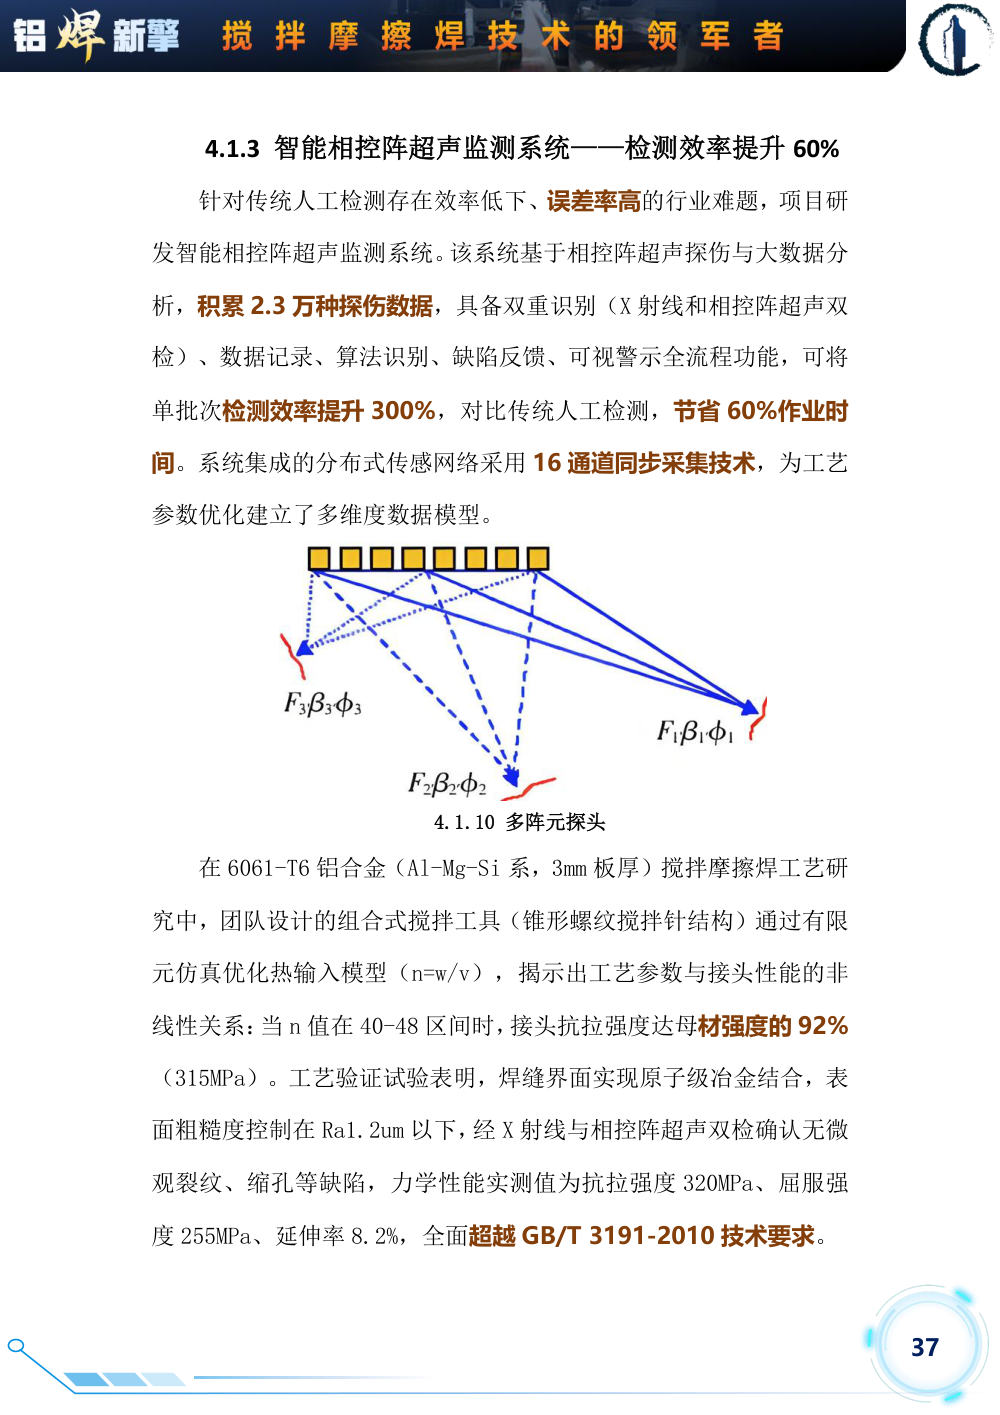 铝焊新擎 搅拌摩擦焊技术的领军者
4.1.3 智能相控阵超声监测系统——检测效率提升 60%
针对传统人工检测存在效率低下、误差率高的行业难题，项目研
发智能相控阵超声监测系统。该系统基于相控阵超声探伤与大数据分
析，积累 2.3 万种探伤数据，具备双重识别（X 射线和相控阵超声双
检）、数据记录、算法识别、缺陷反馈、可视警示全流程功能，可将
单批次检测效率提升 300%，对比传统人工检测，节省 60%作业时
间。系统集成的分布式传感网络采用 16 通道同步采集技术，为工艺
参数优化建立了多维度数据模型。
F3,β3,ϕ3
F1,β1,ϕ1
F2,β2,ϕ2
4.1.10 多阵元探头
在 6061-T6 铝合金（Al-Mg-Si 系，3mm 板厚）搅拌摩擦焊工艺研
究中，团队设计的组合式搅拌工具（锥形螺纹搅拌针结构）通过有限
元仿真优化热输入模型（n=w/v），揭示出工艺参数与接头性能的非
线性关系：当 n 值在 40-48 区间时，接头抗拉强度达母材强度的 92%
（315MPa）。工艺验证试验表明，焊缝界面实现原子级冶金结合，表
面粗糙度控制在 Ra1.2um 以下，经 X 射线与相控阵超声双检确认无微
观裂纹、缩孔等缺陷，力学性能实测值为抗拉强度 320MPa、屈服强
度 255MPa、延伸率 8.2%，全面超越 GB/T 3191-2010 技术要求。
37